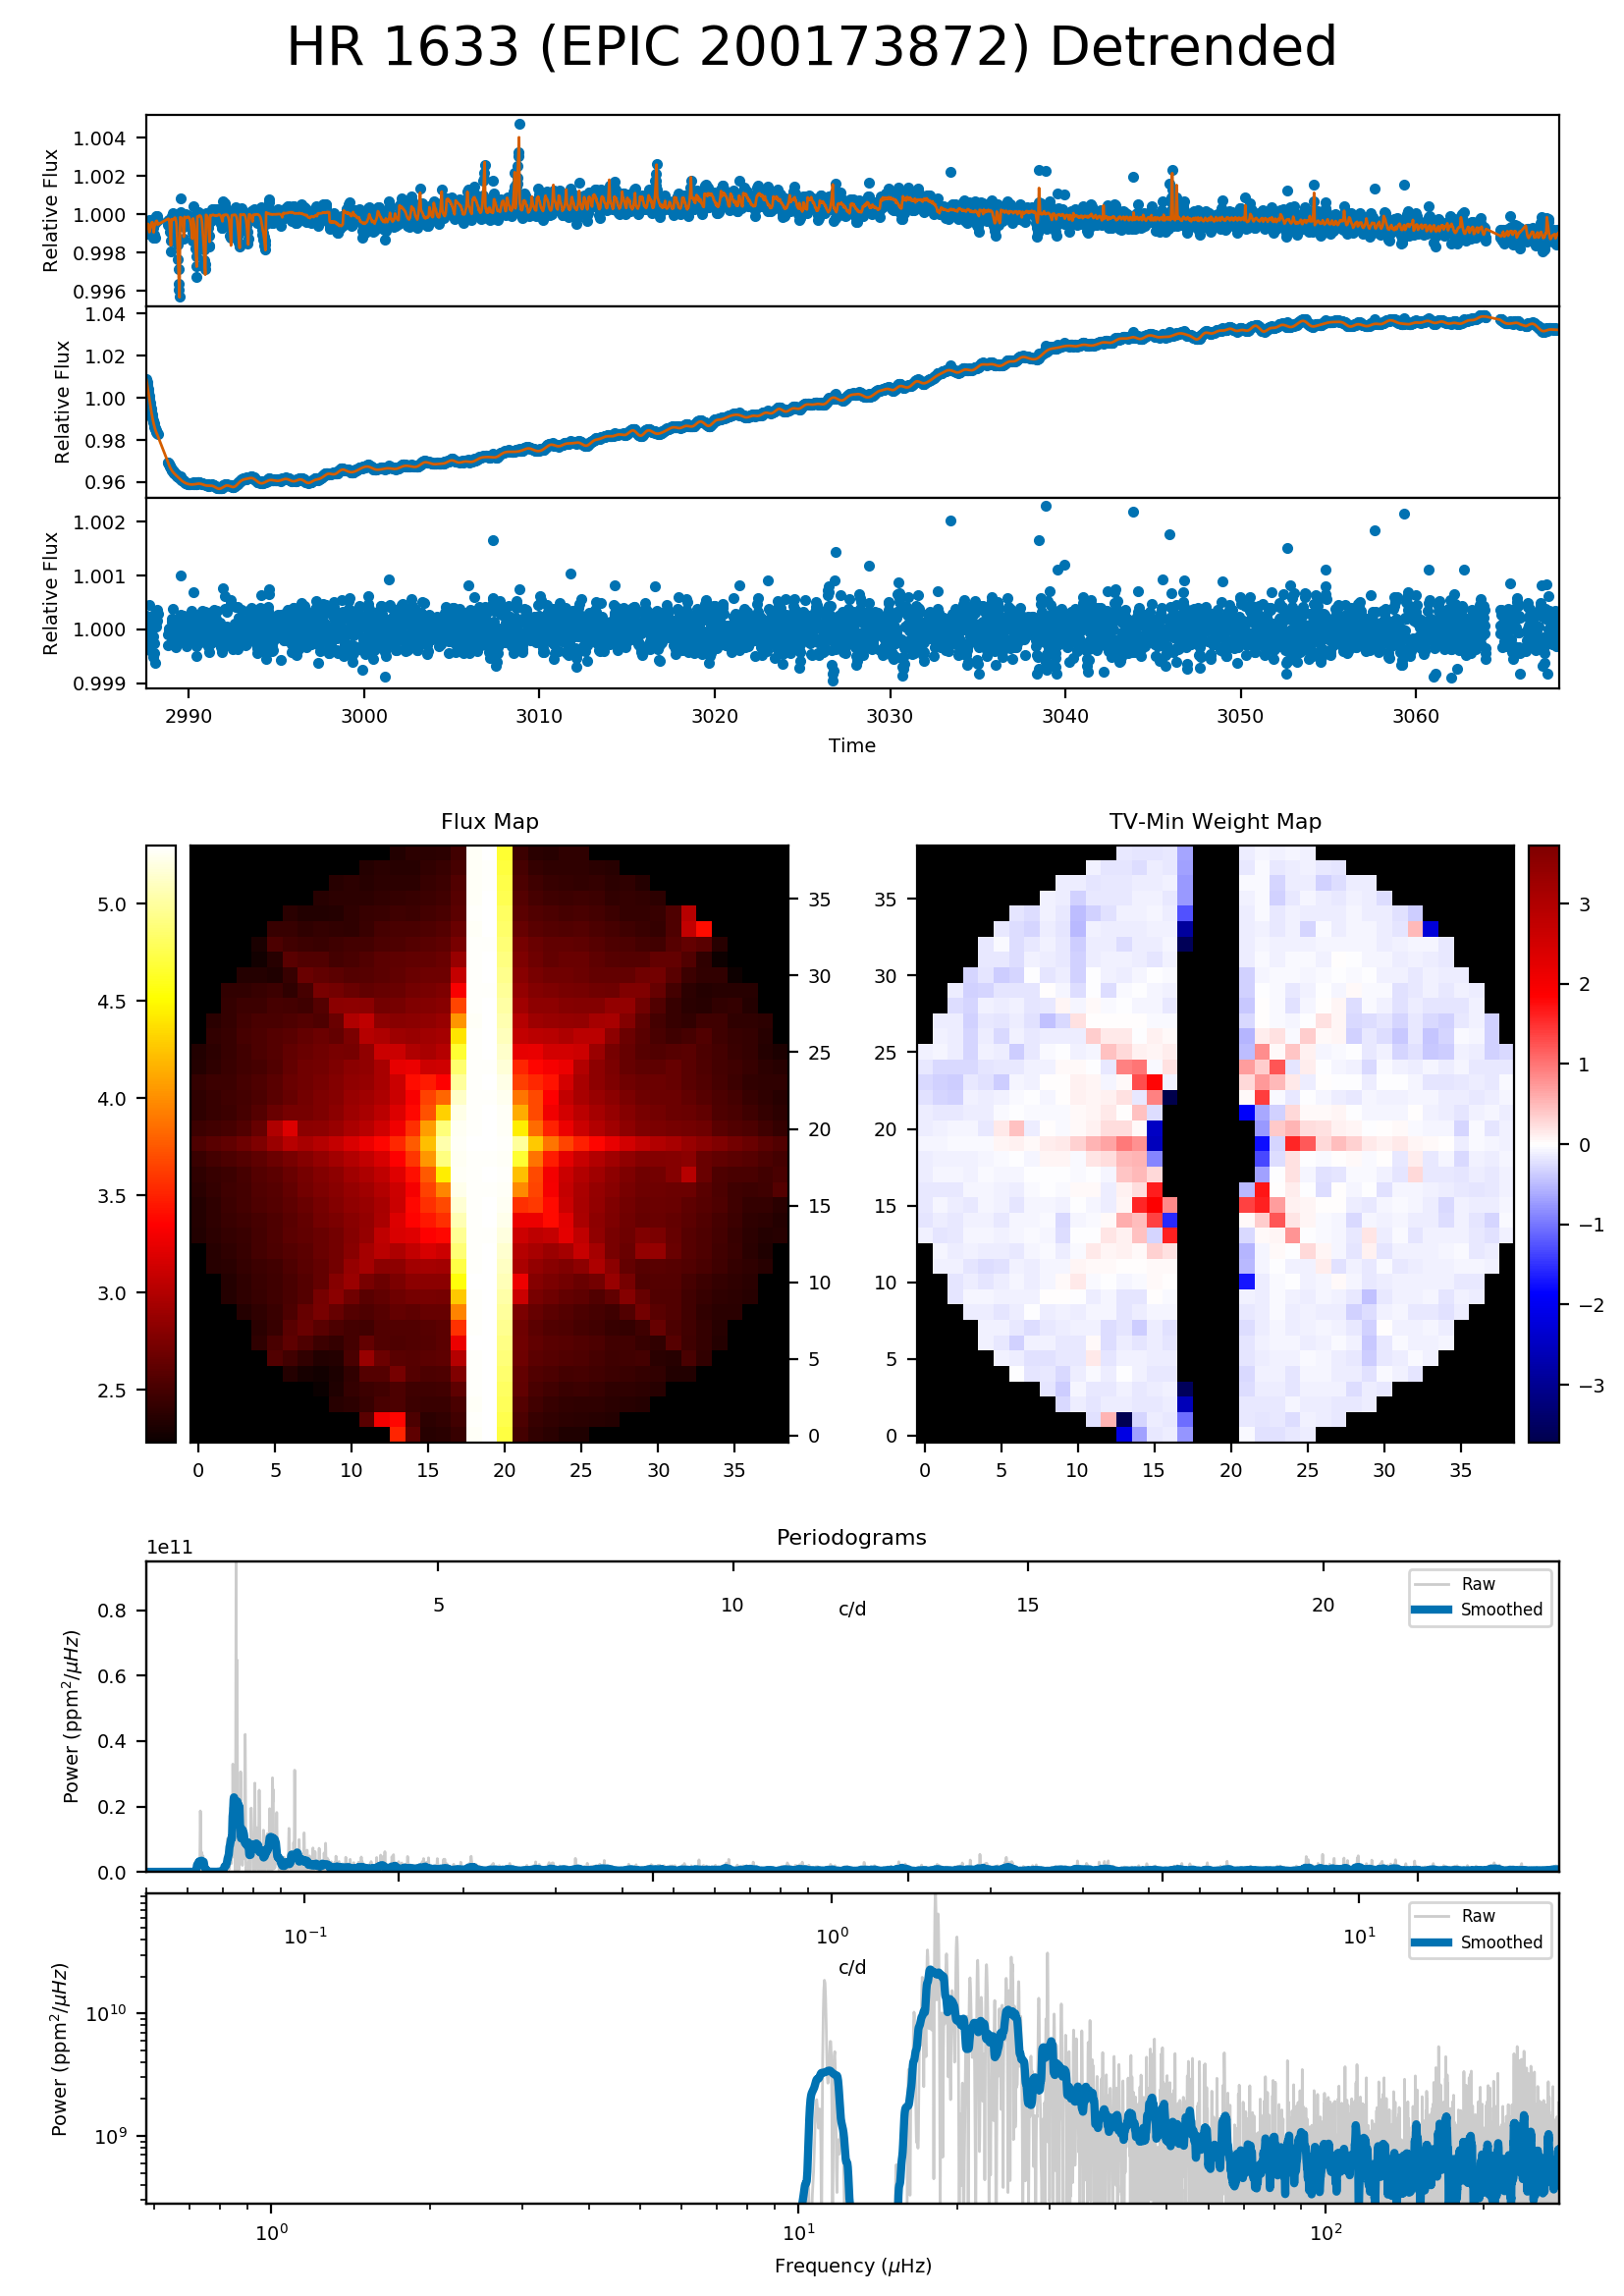 HR 1633 (EPIC 200173872) Detrended
Relative Flux
1.004
1.002
1.000
0.998
0.996
Relative Flux
1.04
1.02
1.00
0.98
0.96
Relative Flux
1.002
1.001
1.000
0.999
2990 3000 3010 3020 3030 3040 3050 3060
Time
Flux Map
5.0
4.5
4.0
3.5
3.0
2.5
35
30
25
20
15
10
5
0
0 5 10 15 20 25 30 35
TV-Min Weight Map
35
30
25
20
15
10
5
0
0 5 10 15 20 25 30 35
3
2
1
0
−1
−2
−3
Periodograms
1e11
Power (ppm²/μHz)
0.8
0.6
0.4
0.2
0.0
5 10 15 20
c/d
Raw
Smoothed
Power (ppm²/μHz)
10¹⁰
10⁹
10⁻¹ 10⁰ 10¹
c/d
Raw
Smoothed
10⁰ 10¹ 10²
Frequency (μHz)